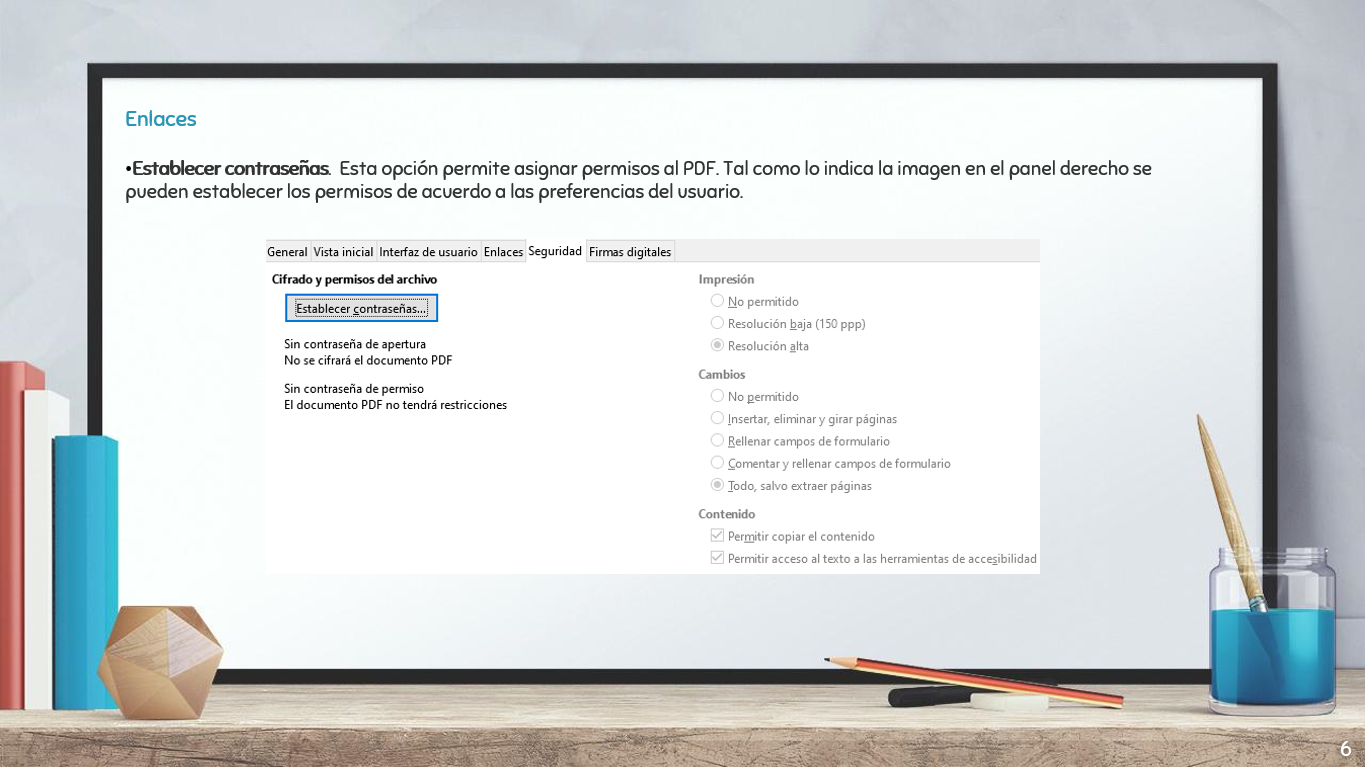 Enlaces
•Establecer contraseñas.  Esta opción permite asignar permisos al PDF. Tal como lo indica la imagen en el panel derecho se
pueden establecer los permisos de acuerdo a las preferencias del usuario.
General Vista inicial Interfaz de usuario Enlaces Seguridad Firmas digitales
Cifrado y permisos del archivo
Establecer contraseñas...
Sin contraseña de apertura
No se cifrará el documento PDF
Sin contraseña de permiso
El documento PDF no tendrá restricciones
Impresión
No permitido
Resolución baja (150 ppp)
Resolución alta
Cambios
No permitido
Insertar, eliminar y girar páginas
Rellenar campos de formulario
Comentar y rellenar campos de formulario
Todo, salvo extraer páginas
Contenido
Permitir copiar el contenido
Permitir acceso al texto a las herramientas de accesibilidad
6